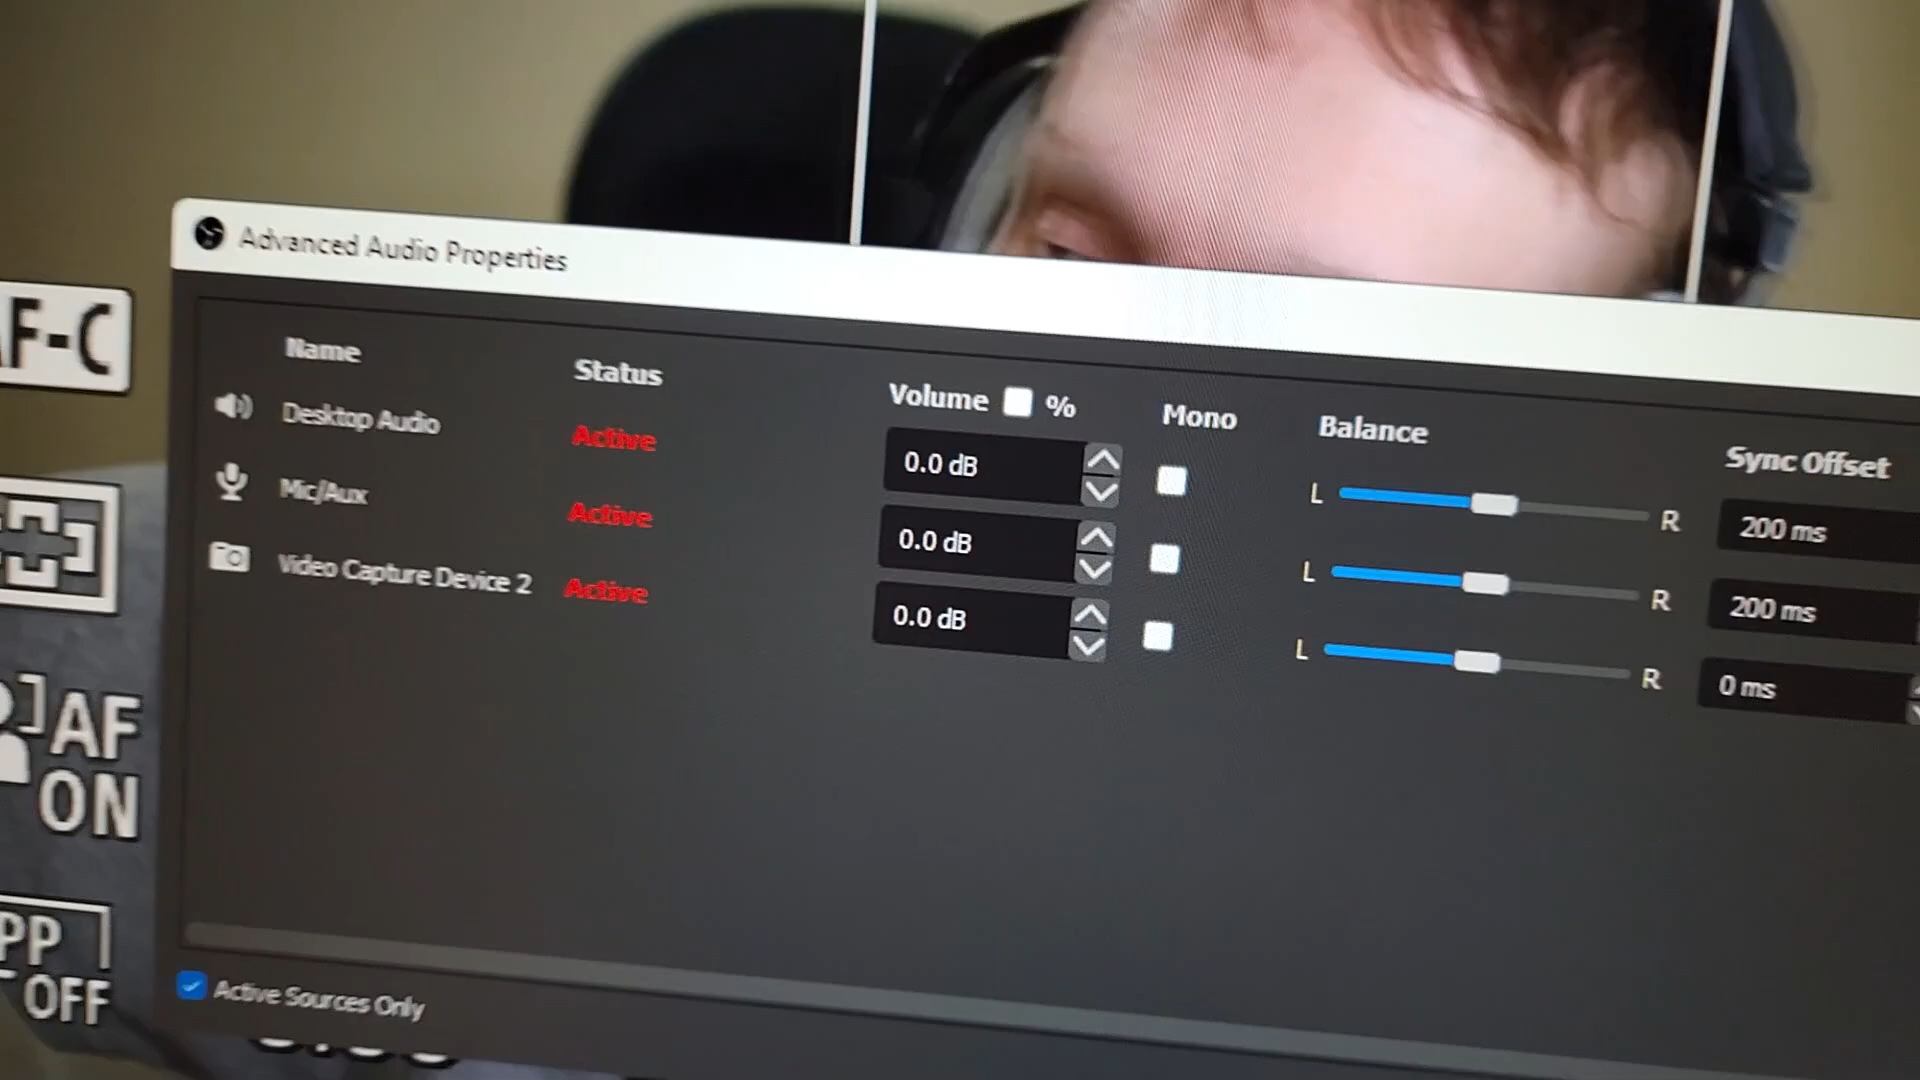 Advanced Audio Properties
Name Status Volume % Mono Balance Sync Offset
Desktop Audio Active 0.0 dB L R 200 ms
Mic/Aux Active 0.0 dB L R 200 ms
Video Capture Device 2 Active 0.0 dB L R 0 ms
Active Sources Only
AF-C
AF
ON
PP
OFF